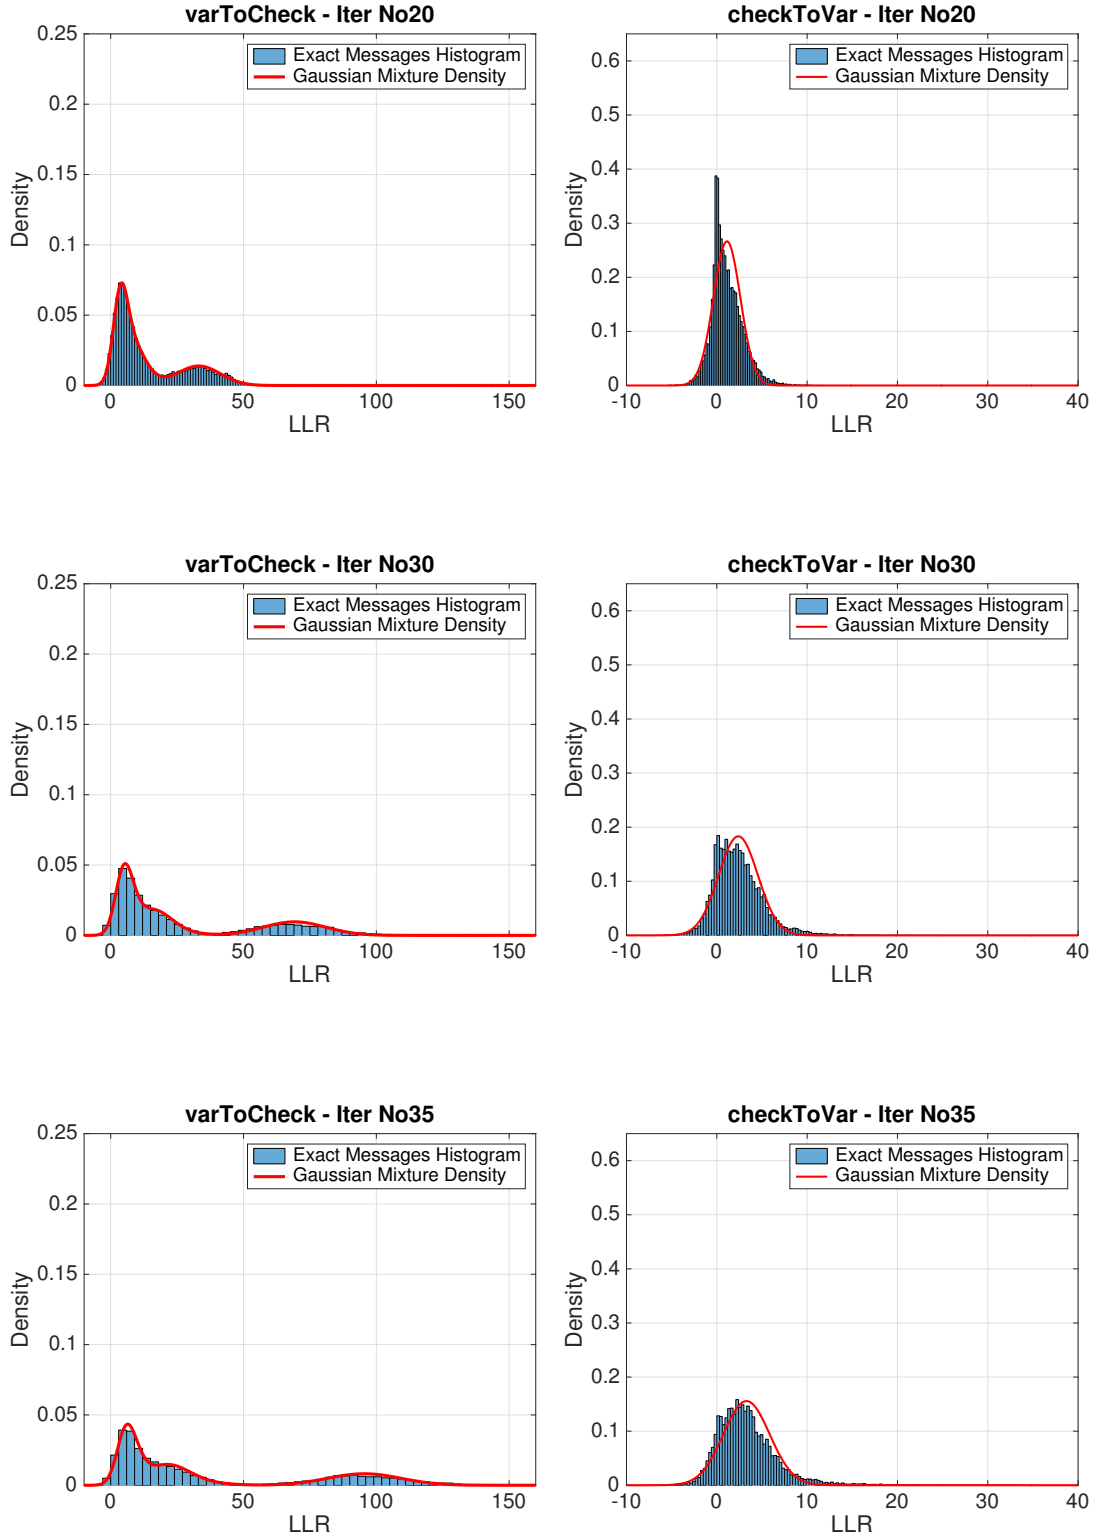 varToCheck - Iter No20
0.25
0.2
0.15
0.1
0.05
0
Density
Exact Messages Histogram
Gaussian Mixture Density
0 50 100 150
LLR
checkToVar - Iter No20
0.6
0.5
0.4
0.3
0.2
0.1
0
Density
Exact Messages Histogram
Gaussian Mixture Density
-10 0 10 20 30 40
LLR
varToCheck - Iter No30
0.25
0.2
0.15
0.1
0.05
0
Density
Exact Messages Histogram
Gaussian Mixture Density
0 50 100 150
LLR
checkToVar - Iter No30
0.6
0.5
0.4
0.3
0.2
0.1
0
Density
Exact Messages Histogram
Gaussian Mixture Density
-10 0 10 20 30 40
LLR
varToCheck - Iter No35
0.25
0.2
0.15
0.1
0.05
0
Density
Exact Messages Histogram
Gaussian Mixture Density
0 50 100 150
LLR
checkToVar - Iter No35
0.6
0.5
0.4
0.3
0.2
0.1
0
Density
Exact Messages Histogram
Gaussian Mixture Density
-10 0 10 20 30 40
LLR